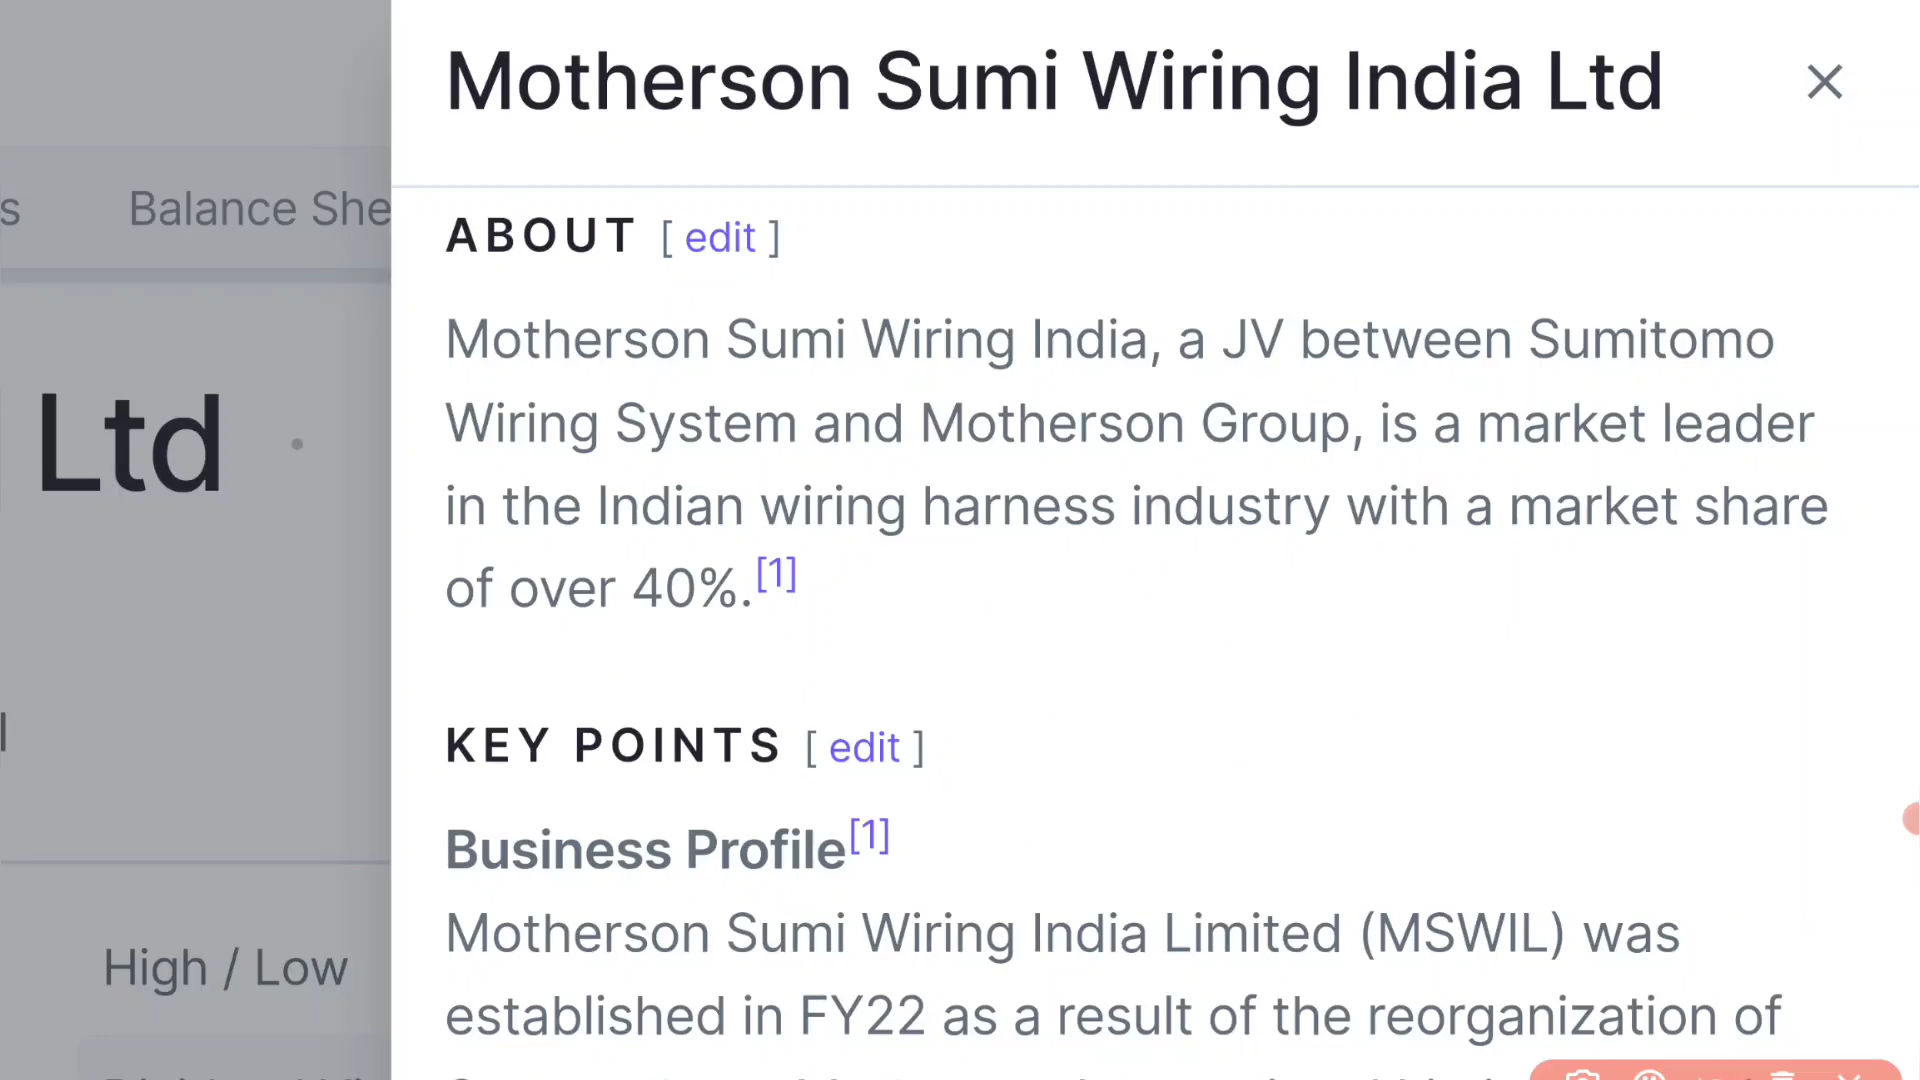 Motherson Sumi Wiring India Ltd
s Balance She
ABOUT [ edit ]
Motherson Sumi Wiring India, a JV between Sumitomo
Wiring System and Motherson Group, is a market leader
in the Indian wiring harness industry with a market share
of over 40%.[1]
Ltd
KEY POINTS [ edit ]
Business Profile[1]
Motherson Sumi Wiring India Limited (MSWIL) was
established in FY22 as a result of the reorganization of
High / Low